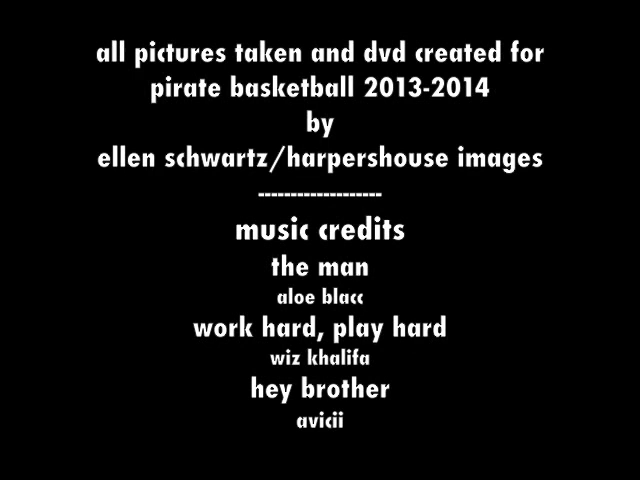 all pictures taken and dvd created for
pirate basketball 2013-2014
by
ellen schwartz/harpershouse images
-------------------
music credits
the man
aloe blacc
work hard, play hard
wiz khalifa
hey brother
avicii